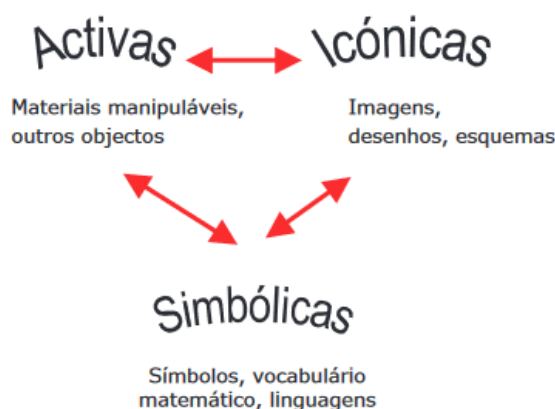 Activas
Icónicas
Materiais manipuláveis,
outros objectos
Imagens,
desenhos, esquemas
Simbólicas
Símbolos, vocabulário
matemático, linguagens